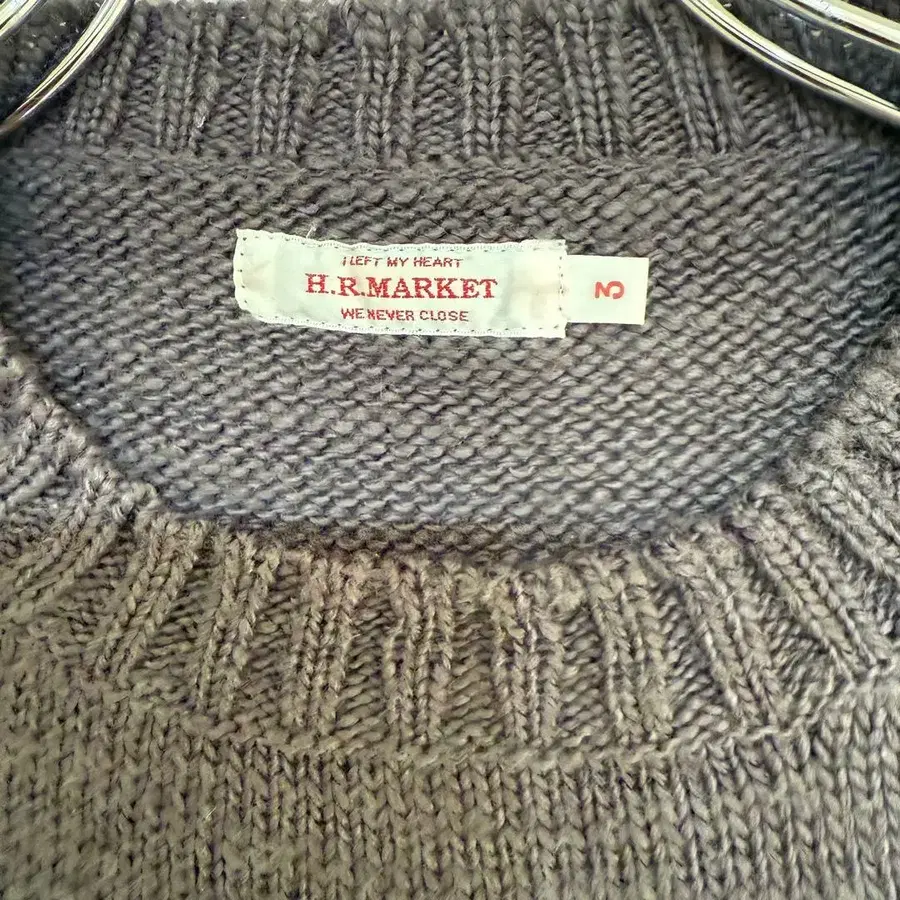 I LEFT MY HEART
H.R.MARKET
WE NEVER CLOSE
3